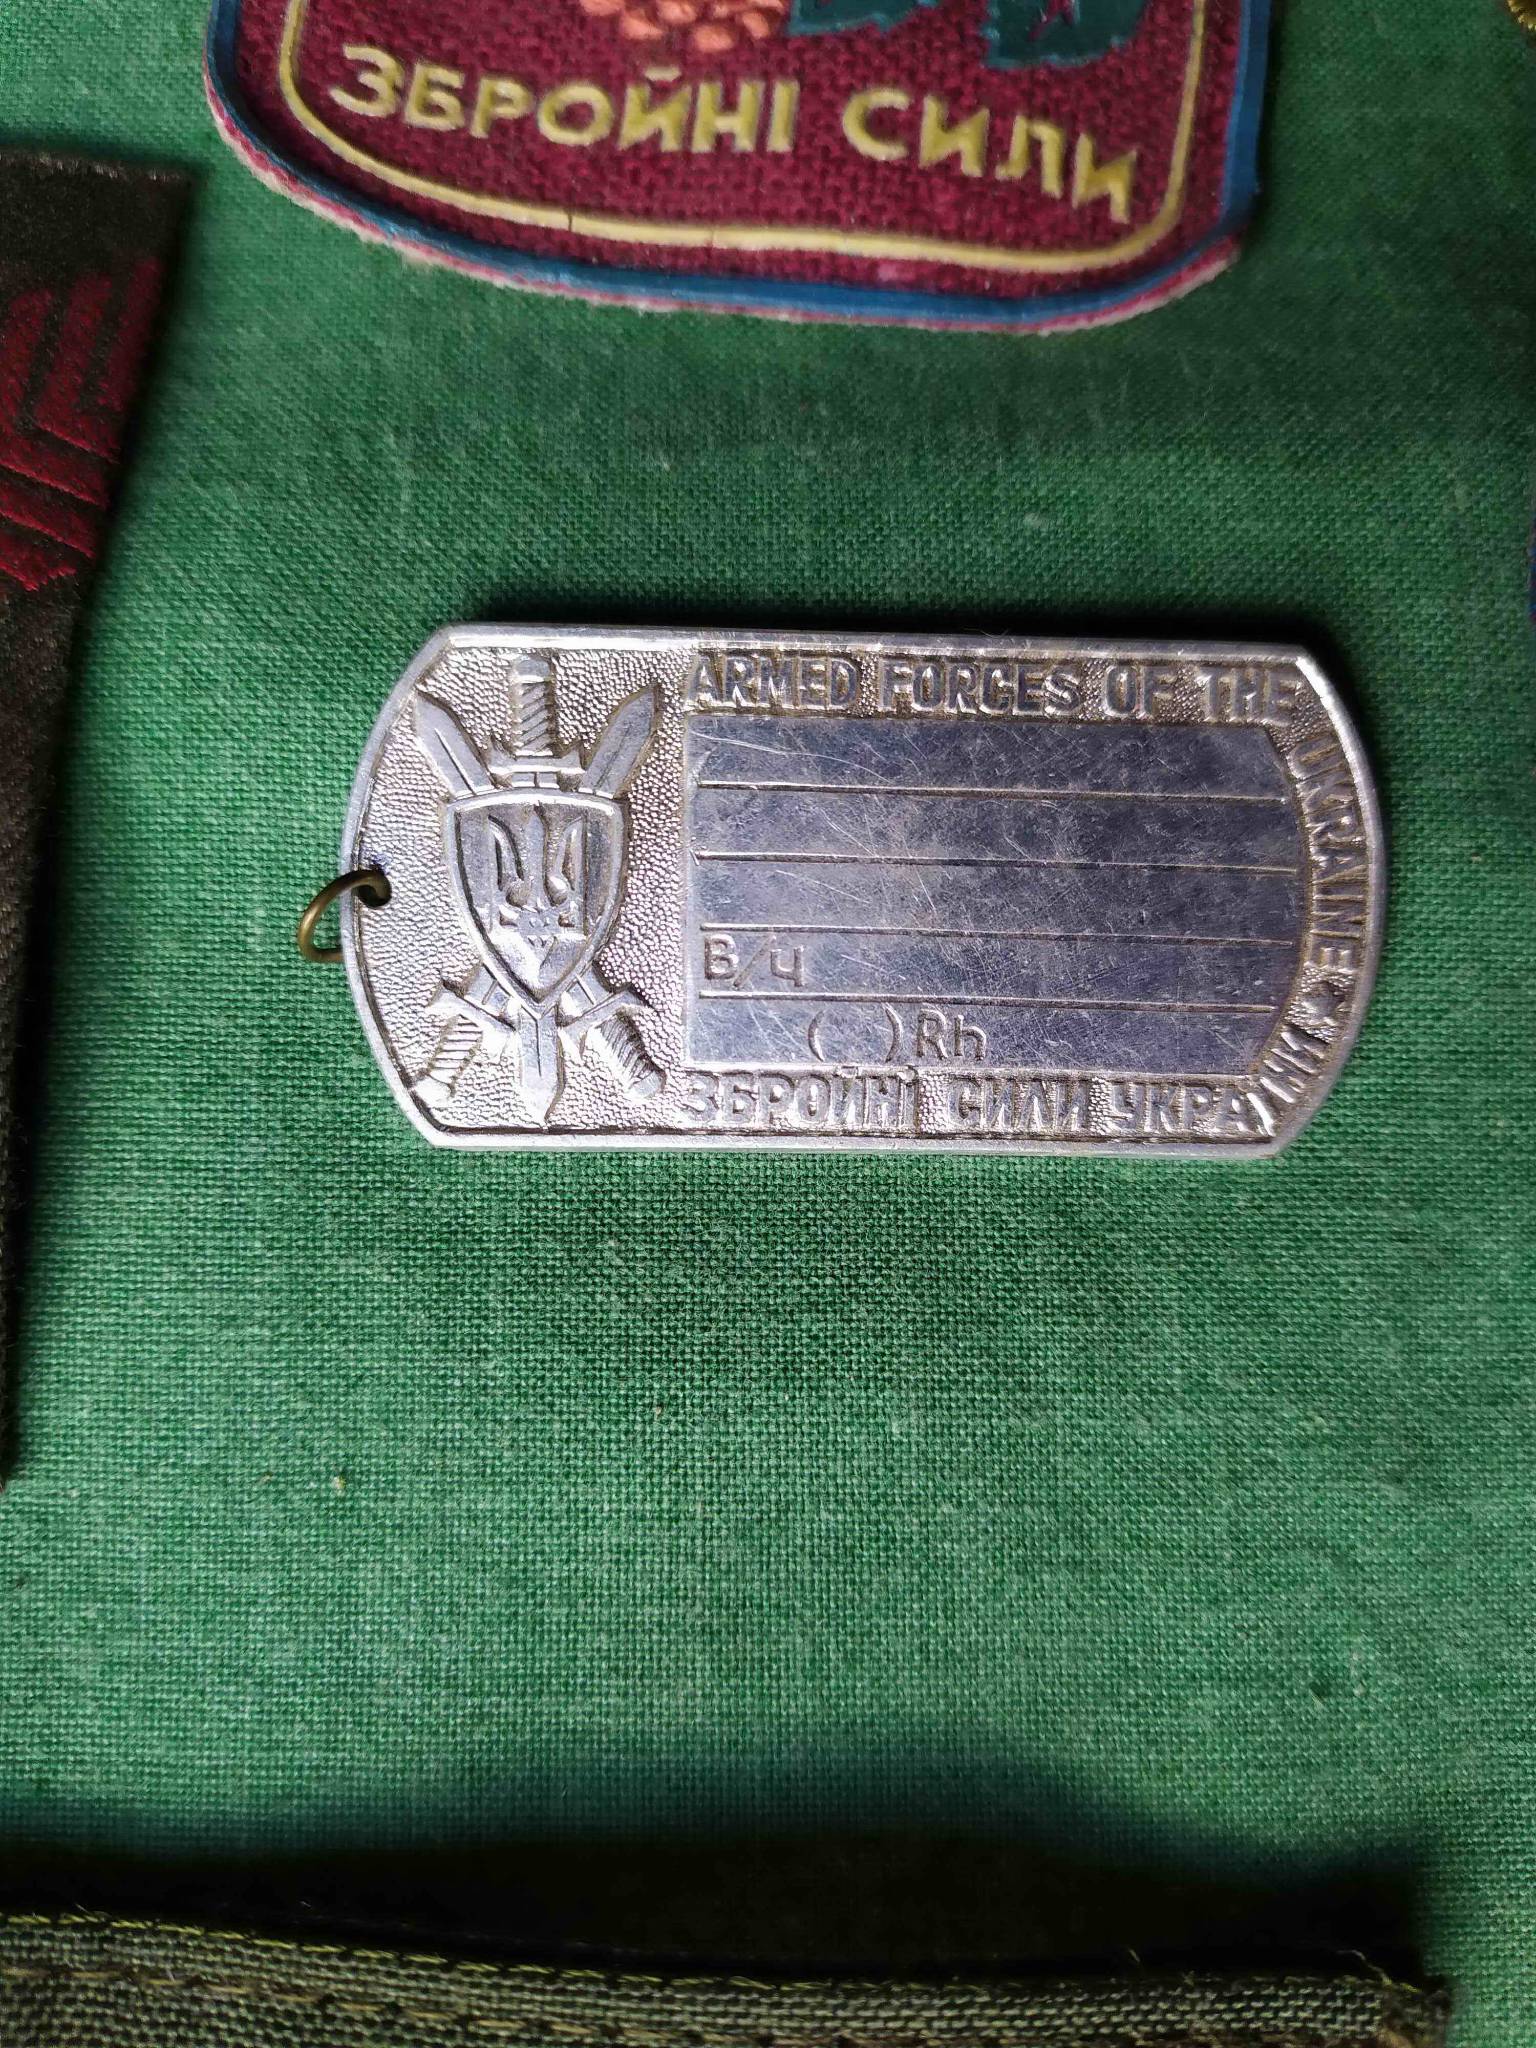 ЗБРОЙНІ СИЛИ
ARMED FORCES OF THE UKRAINE
В/Ч
( ) Rh
ЗБРОЙНІ СИЛИ УКРАЇНИ